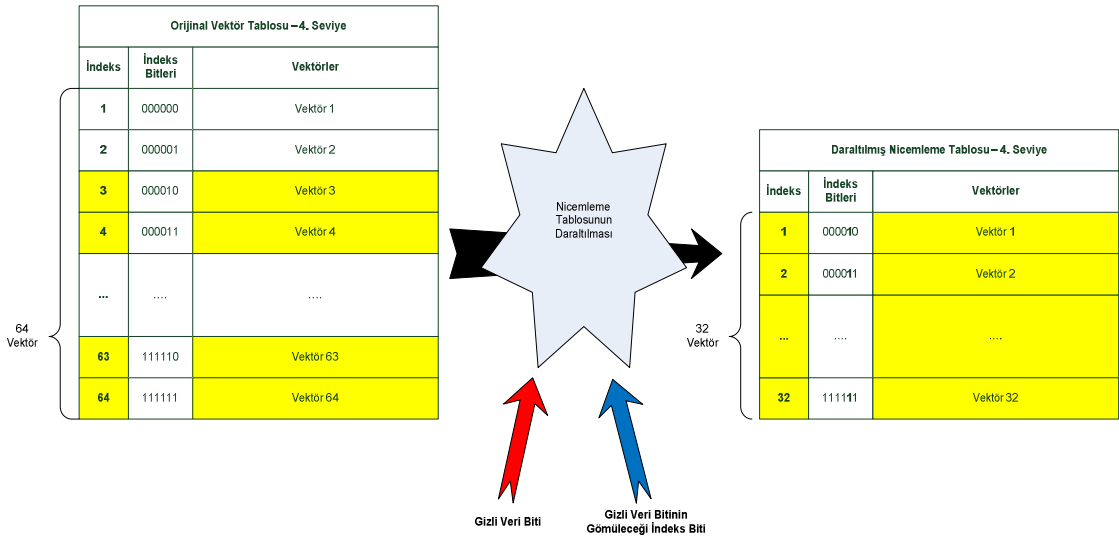 Orijinal Vektör Tablosu – 4. Seviye
İndeks
İndeks
Bitleri
Vektörler
1 000000 Vektör 1
2 000001 Vektör 2
3 000010 Vektör 3
4 000011 Vektör 4
... .... ....
63 111110 Vektör 63
64 111111 Vektör 64
64
Vektör
Nicemleme
Tablosunun
Daraltılması
Gizli Veri Biti
Gizli Veri Bitinin
Gömüleceği İndeks Biti
Daraltılmış Nicemleme Tablosu – 4. Seviye
İndeks
İndeks
Bitleri
Vektörler
1 000010 Vektör 1
2 000011 Vektör 2
... .... ....
32 111111 Vektör 32
32
Vektör